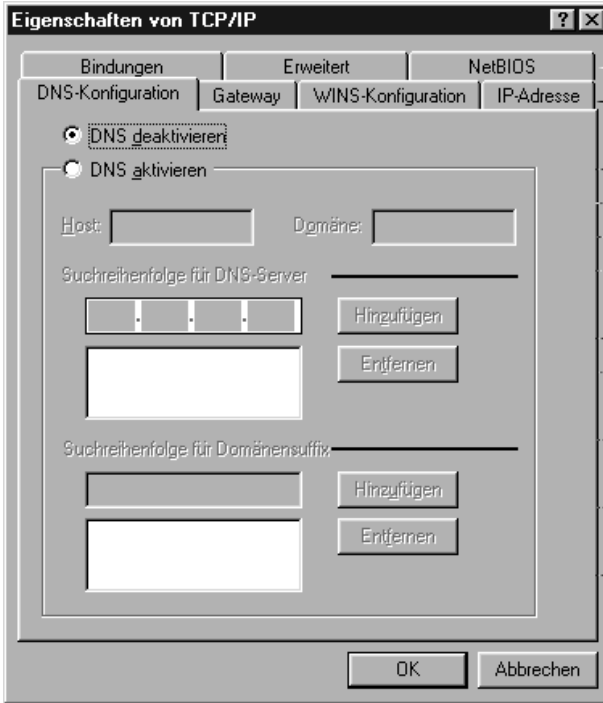 Eigenschaften von TCP/IP ? ×
Bindungen Erweitert NetBIOS
DNS-Konfiguration Gateway WINS-Konfiguration IP-Adresse
DNS deaktivieren
DNS aktivieren
Host: Domäne:
Suchreihenfolge für DNS-Server
. . . Hinzufügen
Entfernen
Suchreihenfolge für Domänensuffix
Hinzufügen
Entfernen
OK Abbrechen